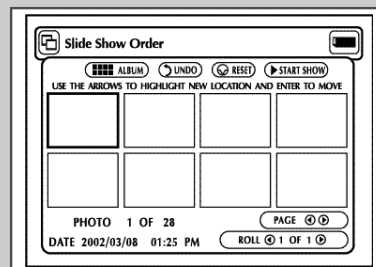 Slide Show Order
ALBUM UNDO RESET START SHOW
USE THE ARROWS TO HIGHLIGHT NEW LOCATION AND ENTER TO MOVE
PHOTO 1 OF 28 PAGE
DATE 2002/03/08 01:25 PM ROLL 1 OF 1